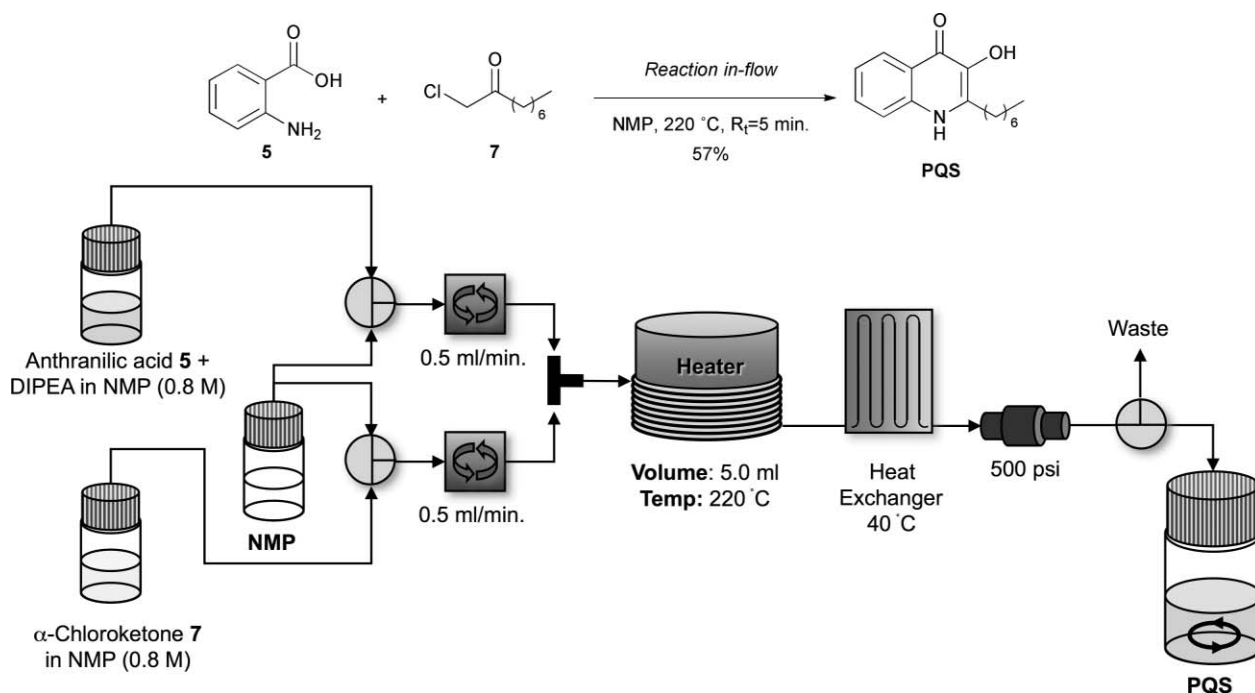 O
OH
NH₂
5
+
Cl
O
6
7
Reaction in-flow
NMP, 220 ˚C, Rₜ=5 min.
57%
O
OH
N
H
6
PQS
Anthranilic acid 5 +
DIPEA in NMP (0.8 M)
0.5 ml/min.
NMP
0.5 ml/min.
α-Chloroketone 7
in NMP (0.8 M)
Heater
Volume: 5.0 ml
Temp: 220 ˚C
Heat
Exchanger
40 ˚C
500 psi
Waste
PQS